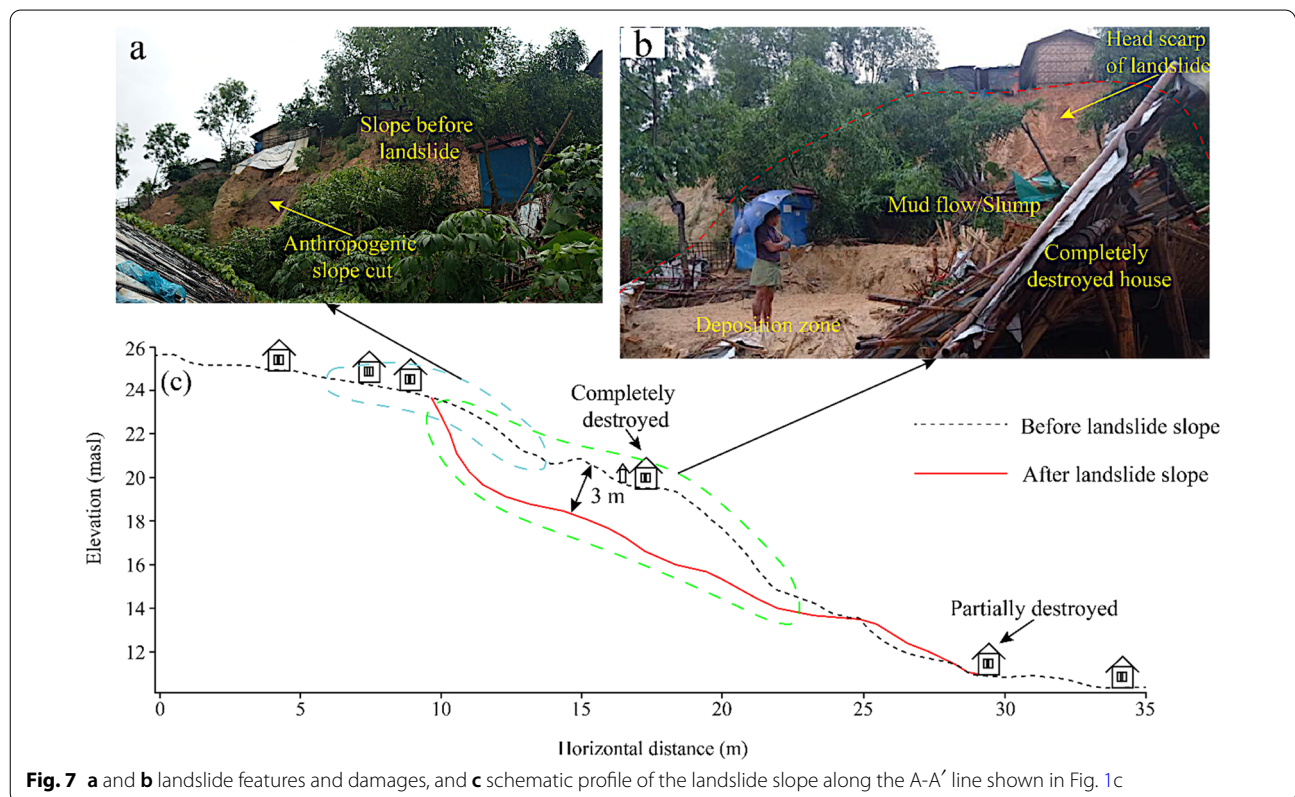 a
Slope before
landslide
Anthropogenic
slope cut
b
Head scarp
of landslide
Mud flow/Slump
Completely
destroyed house
Deposition zone
(c)
Elevation (masl)
26
24
22
20
18
16
14
12
Completely
destroyed
3 m
Before landslide slope
After landslide slope
Partially destroyed
0 5 10 15 20 25 30 35
Horizontal distance (m)
Fig. 7 a and b landslide features and damages, and c schematic profile of the landslide slope along the A-A′ line shown in Fig. 1c